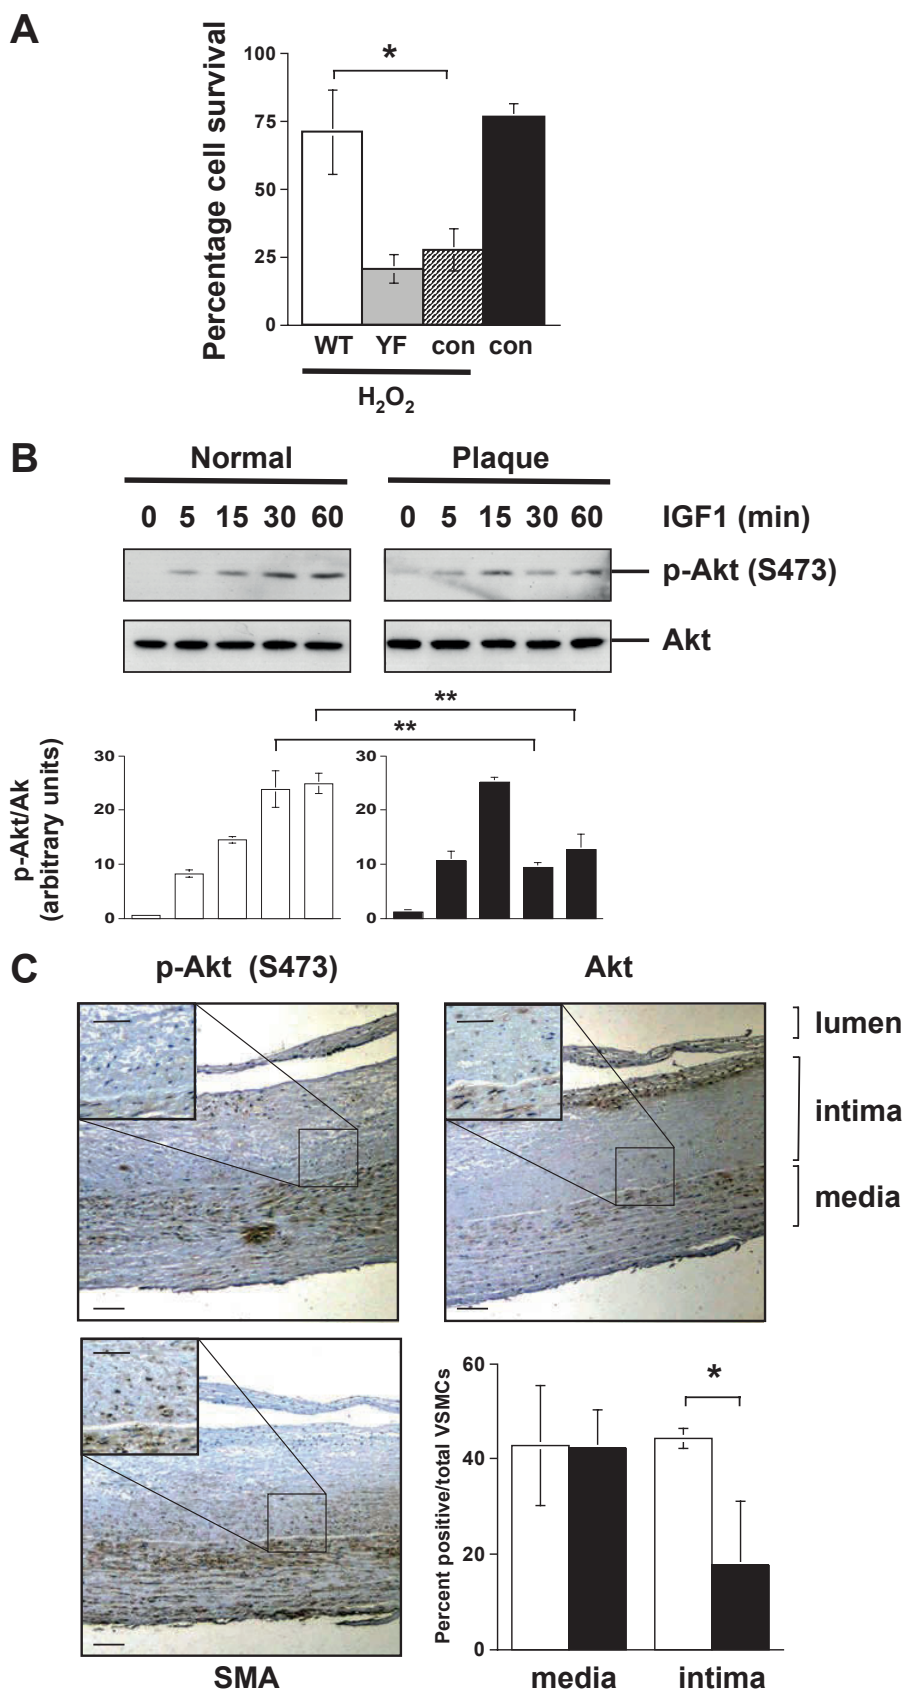 A
Percentage cell survival
100
75
50
25
0
*
WT YF con con
H2O2
B
Normal Plaque
0 5 15 30 60 0 5 15 30 60 IGF1 (min)
p-Akt (S473)
Akt
**
**
p-Akt/Ak
(arbitrary units)
30 30
20 20
10 10
0 0
C
p-Akt (S473) Akt
lumen
intima
media
SMA
Percent positive/total VSMCs
60
40
20
0
*
media intima